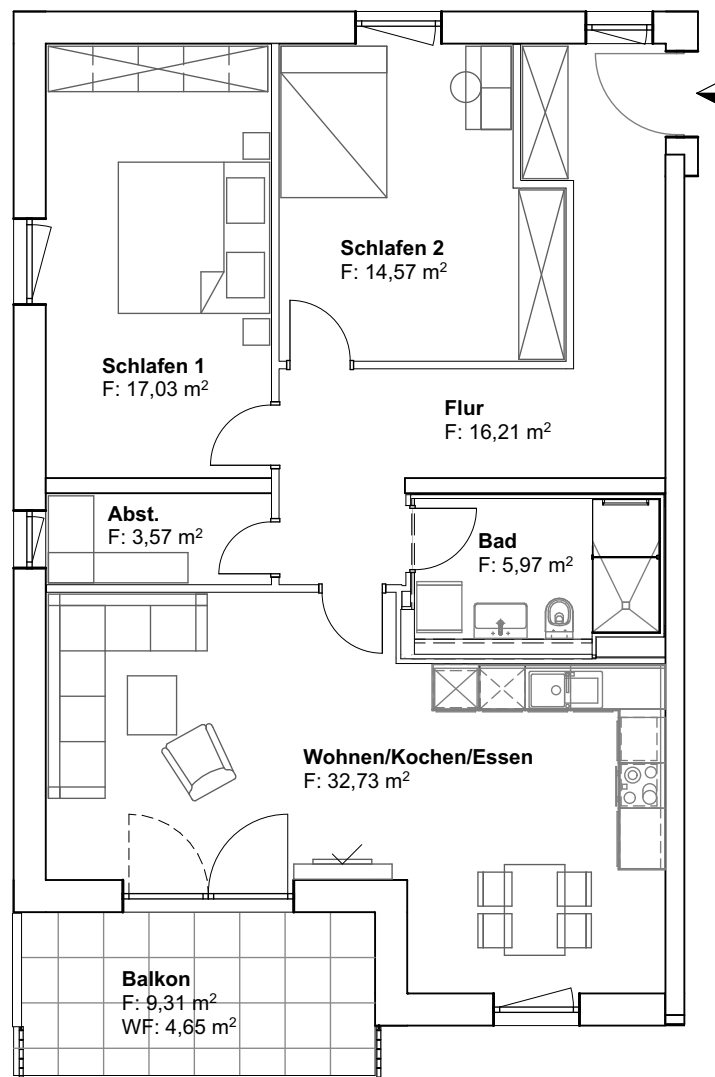 Schlafen 2
F: 14,57 m²
Schlafen 1
F: 17,03 m²
Flur
F: 16,21 m²
Abst.
F: 3,57 m²
Bad
F: 5,97 m²
Wohnen/Kochen/Essen
F: 32,73 m²
Balkon
F: 9,31 m²
WF: 4,65 m²